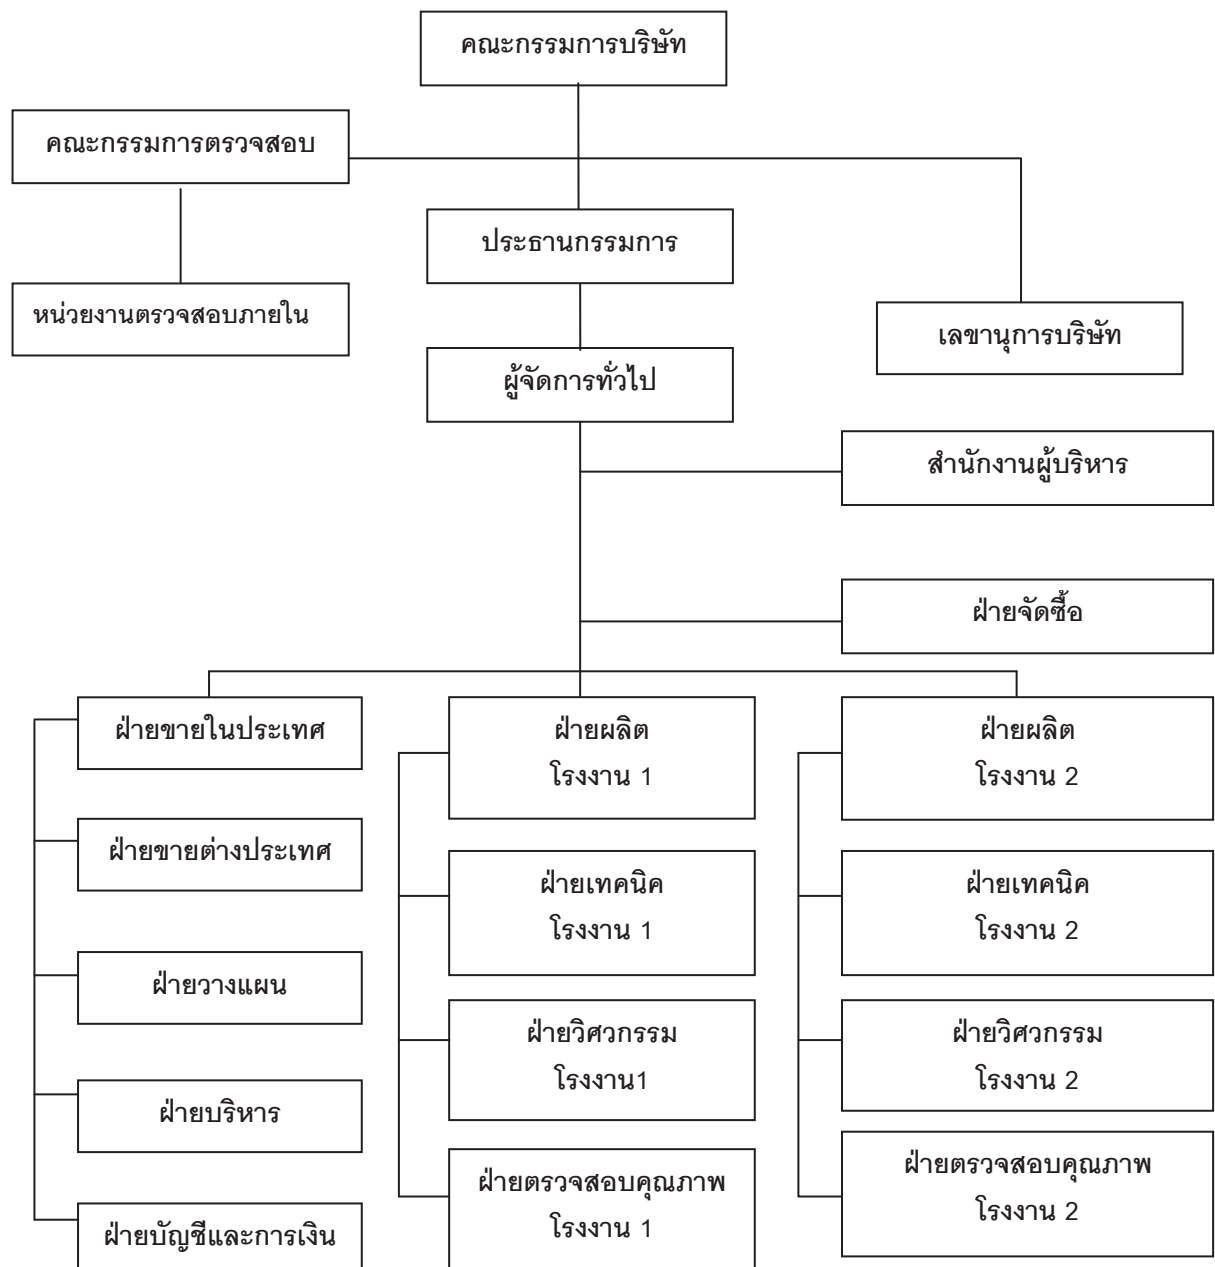 คณะกรรมการบริษัท
คณะกรรมการตรวจสอบ
ประธานกรรมการ
หน่วยงานตรวจสอบภายใน
เลขานุการบริษัท
ผู้จัดการทั่วไป
สำนักงานผู้บริหาร
ฝ่ายจัดซื้อ
ฝ่ายขายในประเทศ
ฝ่ายขายต่างประเทศ
ฝ่ายวางแผน
ฝ่ายบริหาร
ฝ่ายบัญชีและการเงิน
ฝ่ายผลิต
โรงงาน 1
ฝ่ายเทคนิค
โรงงาน 1
ฝ่ายวิศวกรรม
โรงงาน1
ฝ่ายตรวจสอบคุณภาพ
โรงงาน 1
ฝ่ายผลิต
โรงงาน 2
ฝ่ายเทคนิค
โรงงาน 2
ฝ่ายวิศวกรรม
โรงงาน 2
ฝ่ายตรวจสอบคุณภาพ
โรงงาน 2